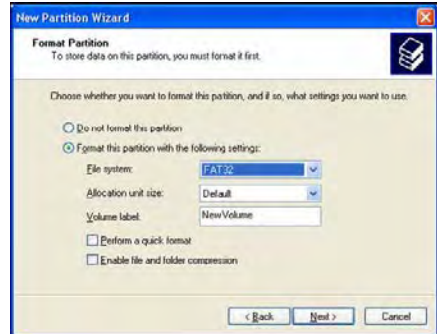 New Partition Wizard
Format Partition
To store data on this partition, you must format it first.
Choose whether you want to format this partition, and if so, what settings you want to use.
Do not format this partition
Format this partition with the following settings:
File system: FAT32
Allocation unit size: Default
Volume label: New Volume
Perform a quick format
Enable file and folder compression
< Back Next > Cancel